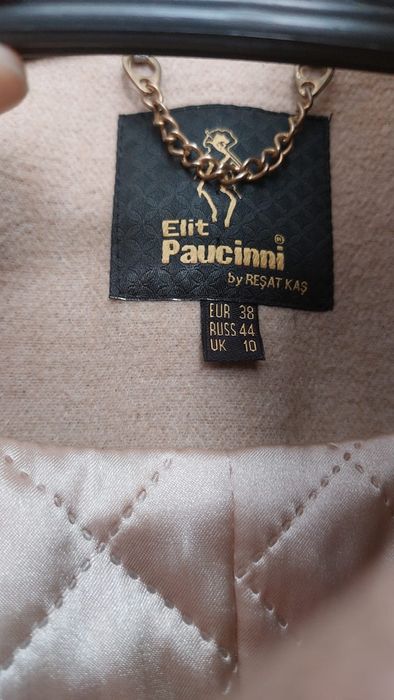 Elit
Paucinni®
by REŞAT KAŞ
EUR 38
RUSS 44
UK 10